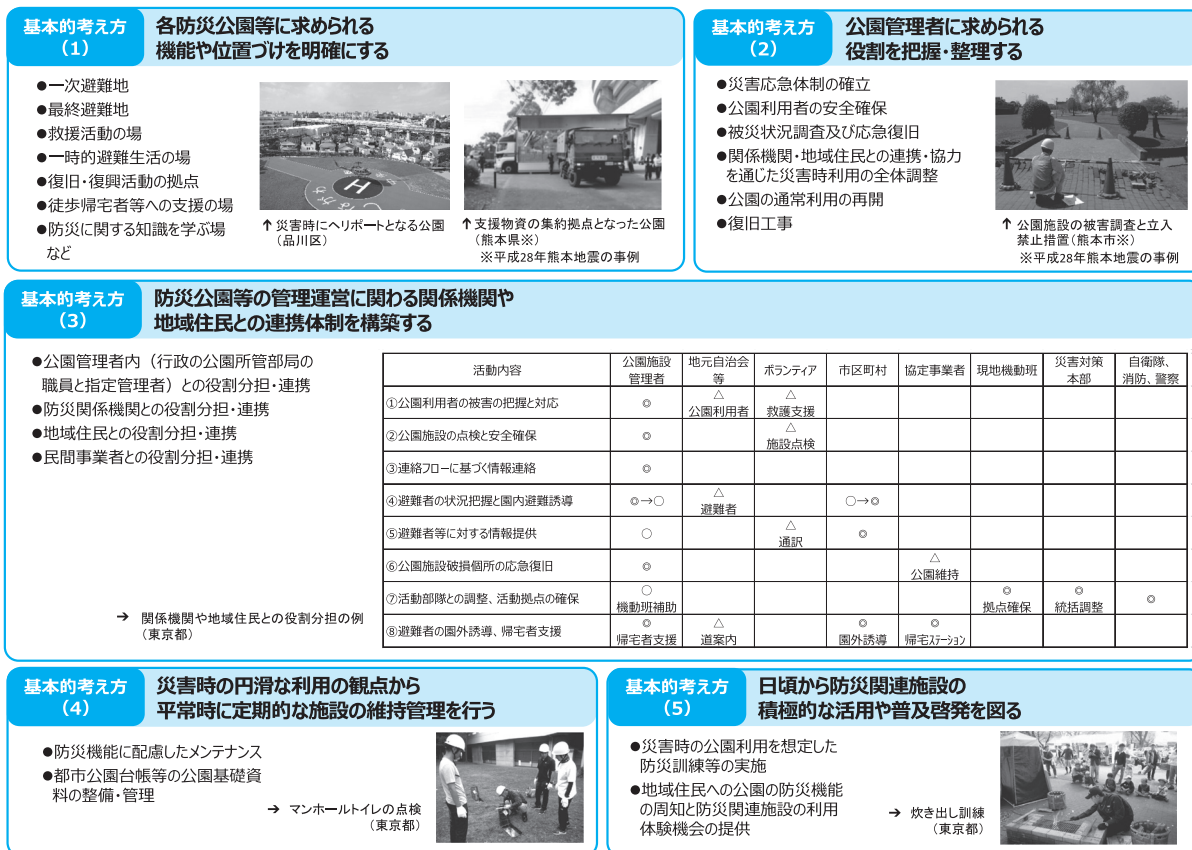 基本的考え方
（1）
各防災公園等に求められる
機能や位置づけを明確にする
●一次避難地
●最終避難地
●救援活動の場
●一時的避難生活の場
●復旧・復興活動の拠点
●徒歩帰宅者等への支援の場
●防災に関する知識を学ぶ場
など
H
↑災害時にヘリポートとなる公園
（品川区）
↑支援物資の集約拠点となった公園
（熊本県※）
※平成28年熊本地震の事例
基本的考え方
（2）
公園管理者に求められる
役割を把握・整理する
●災害応急体制の確立
●公園利用者の安全確保
●被災状況調査及び応急復旧
●関係機関・地域住民との連携・協力
を通じた災害時利用の全体調整
●公園の通常利用の再開
●復旧工事
↑ 公園施設の被害調査と立入
禁止措置（熊本市※）
※平成28年熊本地震の事例
基本的考え方
（3）
防災公園等の管理運営に関わる関係機関や
地域住民との連携体制を構築する
●公園管理者内（行政の公園所管部局の
職員と指定管理者）との役割分担・連携
●防災関係機関との役割分担・連携
●地域住民との役割分担・連携
●民間事業者との役割分担・連携
→ 関係機関や地域住民との役割分担の例
（東京都）
活動内容 公園施設管理者 地元自治会等 ボランティア 市区町村 協定事業者 現地機動班 災害対策本部 自衛隊、消防、警察
①公園利用者の被害の把握と対応 ◎ △公園利用者 △救護支援
②公園施設の点検と安全確保 ◎ △施設点検
③連絡フローに基づく情報連絡 ◎
④避難者の状況把握と園内避難誘導 ◎→○ △避難者 ○→◎
⑤避難者等に対する情報提供 ○ △通訳 ◎
⑥公園施設破損個所の応急復旧 ◎ △公園維持
⑦活動部隊との調整、活動拠点の確保 ○機動班補助 ◎拠点確保 ◎統括調整 ◎
⑧避難者の園外誘導、帰宅者支援 ◎帰宅者支援 △道案内 ◎園外誘導 ◎帰宅ステーション
基本的考え方
（4）
災害時の円滑な利用の観点から
平常時に定期的な施設の維持管理を行う
●防災機能に配慮したメンテナンス
●都市公園台帳等の公園基礎資
料の整備・管理
→ マンホールトイレの点検
（東京都）
基本的考え方
（5）
日頃から防災関連施設の
積極的な活用や普及啓発を図る
●災害時の公園利用を想定した
防災訓練等の実施
●地域住民への公園の防災機能
の周知と防災関連施設の利用
体験機会の提供
→ 炊き出し訓練
（東京都）